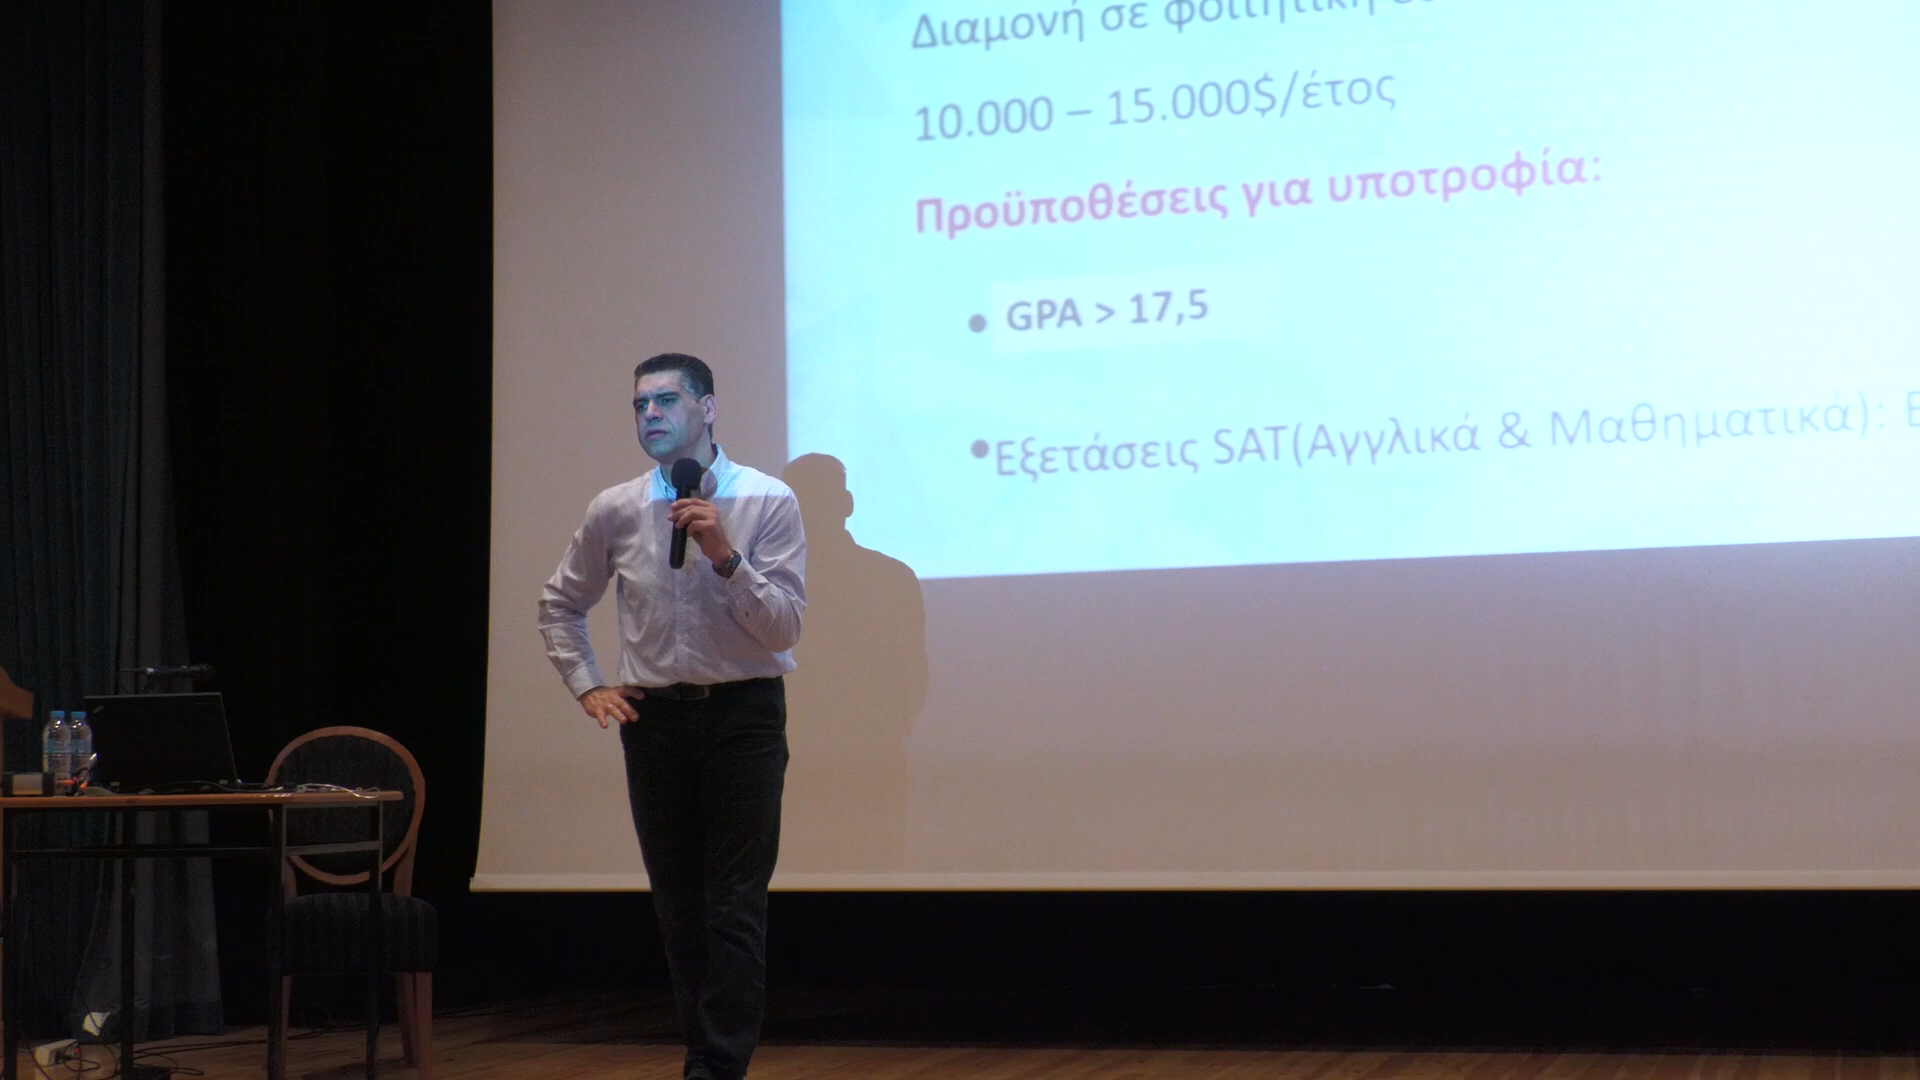 Διαμονή σε φοιτητική
10.000 – 15.000$/έτος
Προϋποθέσεις για υποτροφία:
• GPA > 17,5
•Εξετάσεις SAT(Αγγλικά & Μαθηματικά):